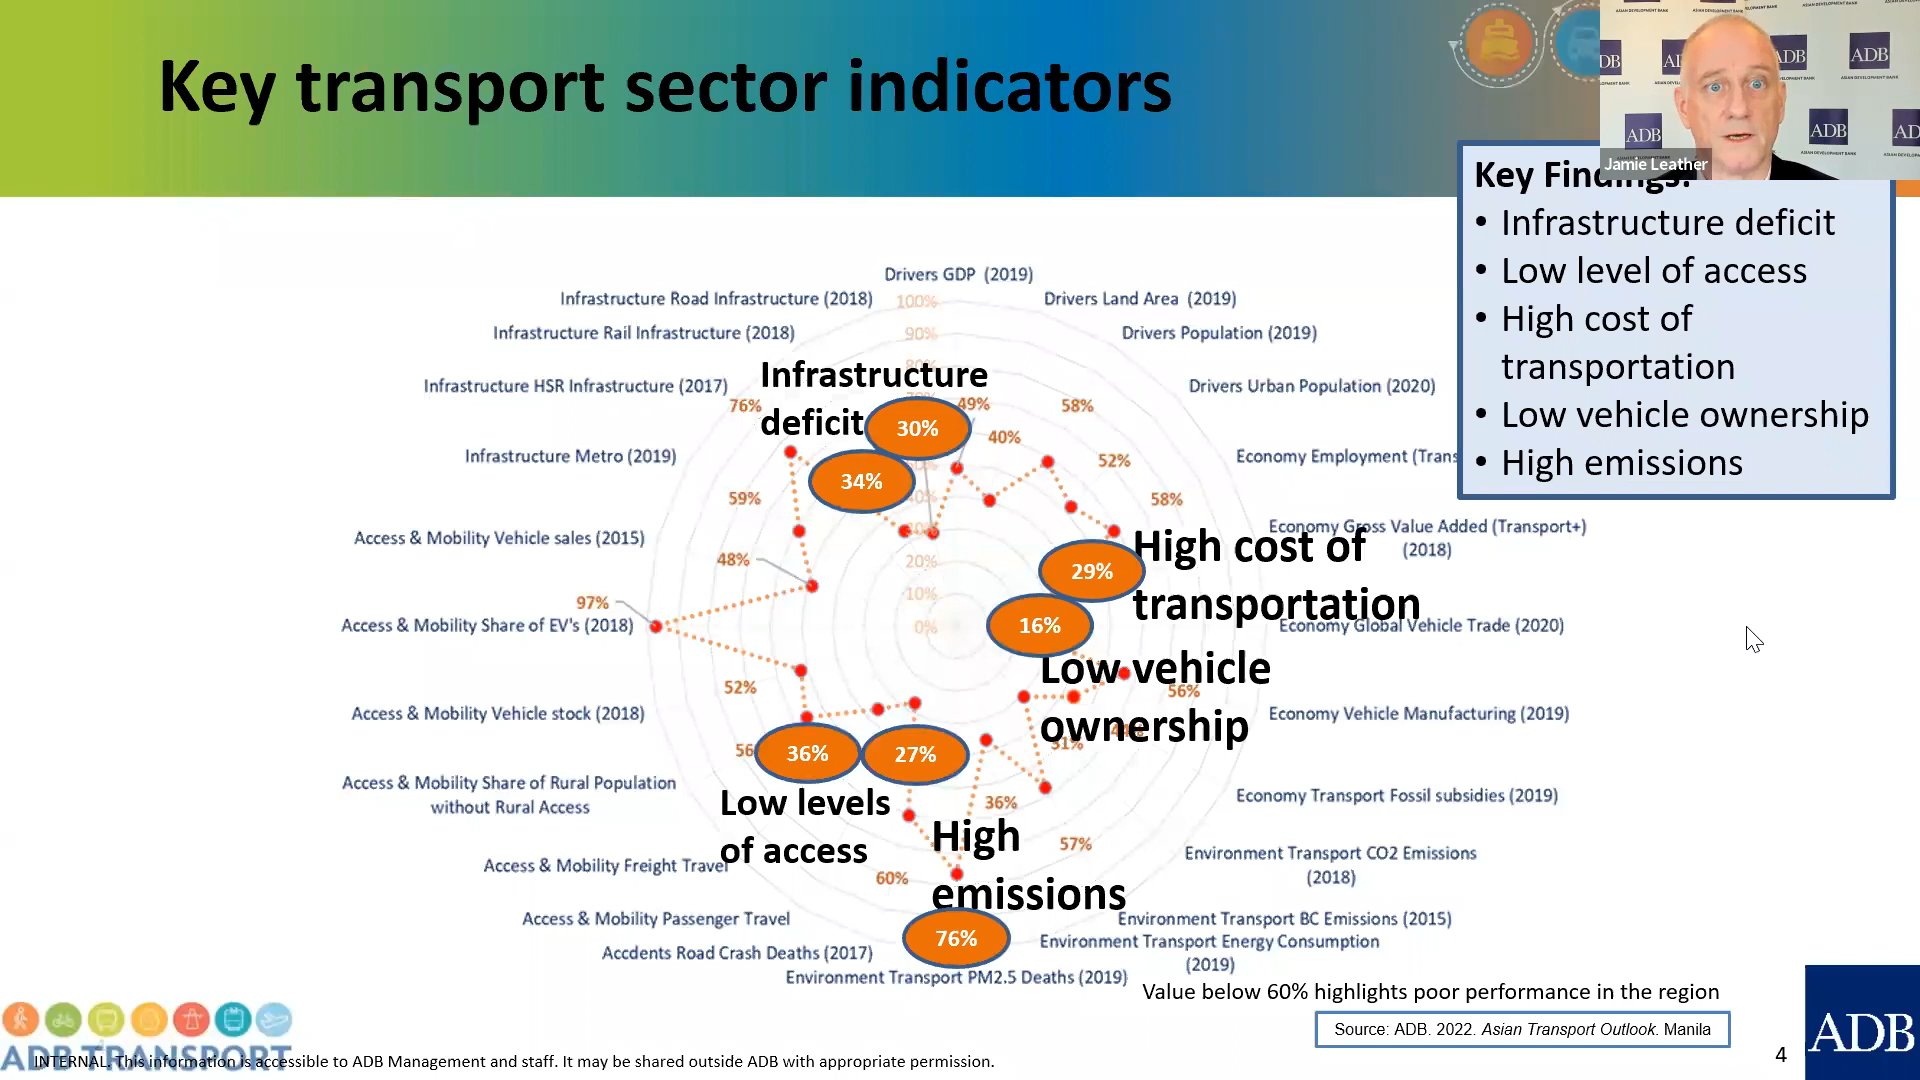 Key transport sector indicators
ADB
ADB
ADB
ADB
ASIAN DEVELOPMENT BANK
Jamie Leather
Key Findings:
• Infrastructure deficit
• Low level of access
• High cost of
transportation
• Low vehicle ownership
• High emissions
Drivers GDP (2019)
Infrastructure Road Infrastructure (2018)
100%
Drivers Land Area (2019)
Infrastructure Rail Infrastructure (2018)
90%
Drivers Population (2019)
Infrastructure HSR Infrastructure (2017)
Infrastructure
deficit
Drivers Urban Population (2020)
76%
49%
58%
30%
40%
Infrastructure Metro (2019)
52%
Economy Employment (Trans
34%
59%
58%
Access & Mobility Vehicle sales (2015)
Economy Gross Value Added (Transport+)
(2018)
High cost of
transportation
48%
20%
29%
10%
97%
Access & Mobility Share of EV's (2018)
0%
16%
Economy Global Vehicle Trade (2020)
Low vehicle
ownership
52%
56%
Access & Mobility Vehicle stock (2018)
Economy Vehicle Manufacturing (2019)
31%
56
36%
27%
Access & Mobility Share of Rural Population
without Rural Access
Economy Transport Fossil subsidies (2019)
Low levels
of access
36%
High
emissions
57%
Environment Transport CO2 Emissions
(2018)
Access & Mobility Freight Travel
60%
Access & Mobility Passenger Travel
Environment Transport BC Emissions (2015)
76%
Environment Transport Energy Consumption
(2019)
Accdents Road Crash Deaths (2017)
Environment Transport PM2.5 Deaths (2019)
Value below 60% highlights poor performance in the region
Source: ADB. 2022. Asian Transport Outlook. Manila
ADB TRANSPORT
INTERNAL. This information is accessible to ADB Management and staff. It may be shared outside ADB with appropriate permission.
4
ADB